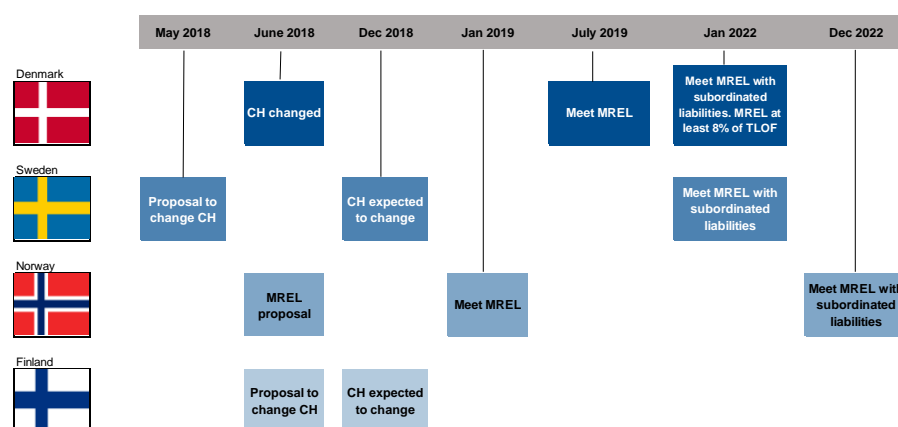 May 2018 June 2018 Dec 2018 Jan 2019 July 2019 Jan 2022 Dec 2022
Denmark
CH changed
Meet MREL
Meet MREL with
subordinated
liabilities. MREL at
least 8% of TLOF
Sweden
Proposal to
change CH
CH expected
to change
Meet MREL with
subordinated
liabilities
Norway
MREL
proposal
Meet MREL
Meet MREL with
subordinated
liabilities
Finland
Proposal to
change CH
CH expected
to change